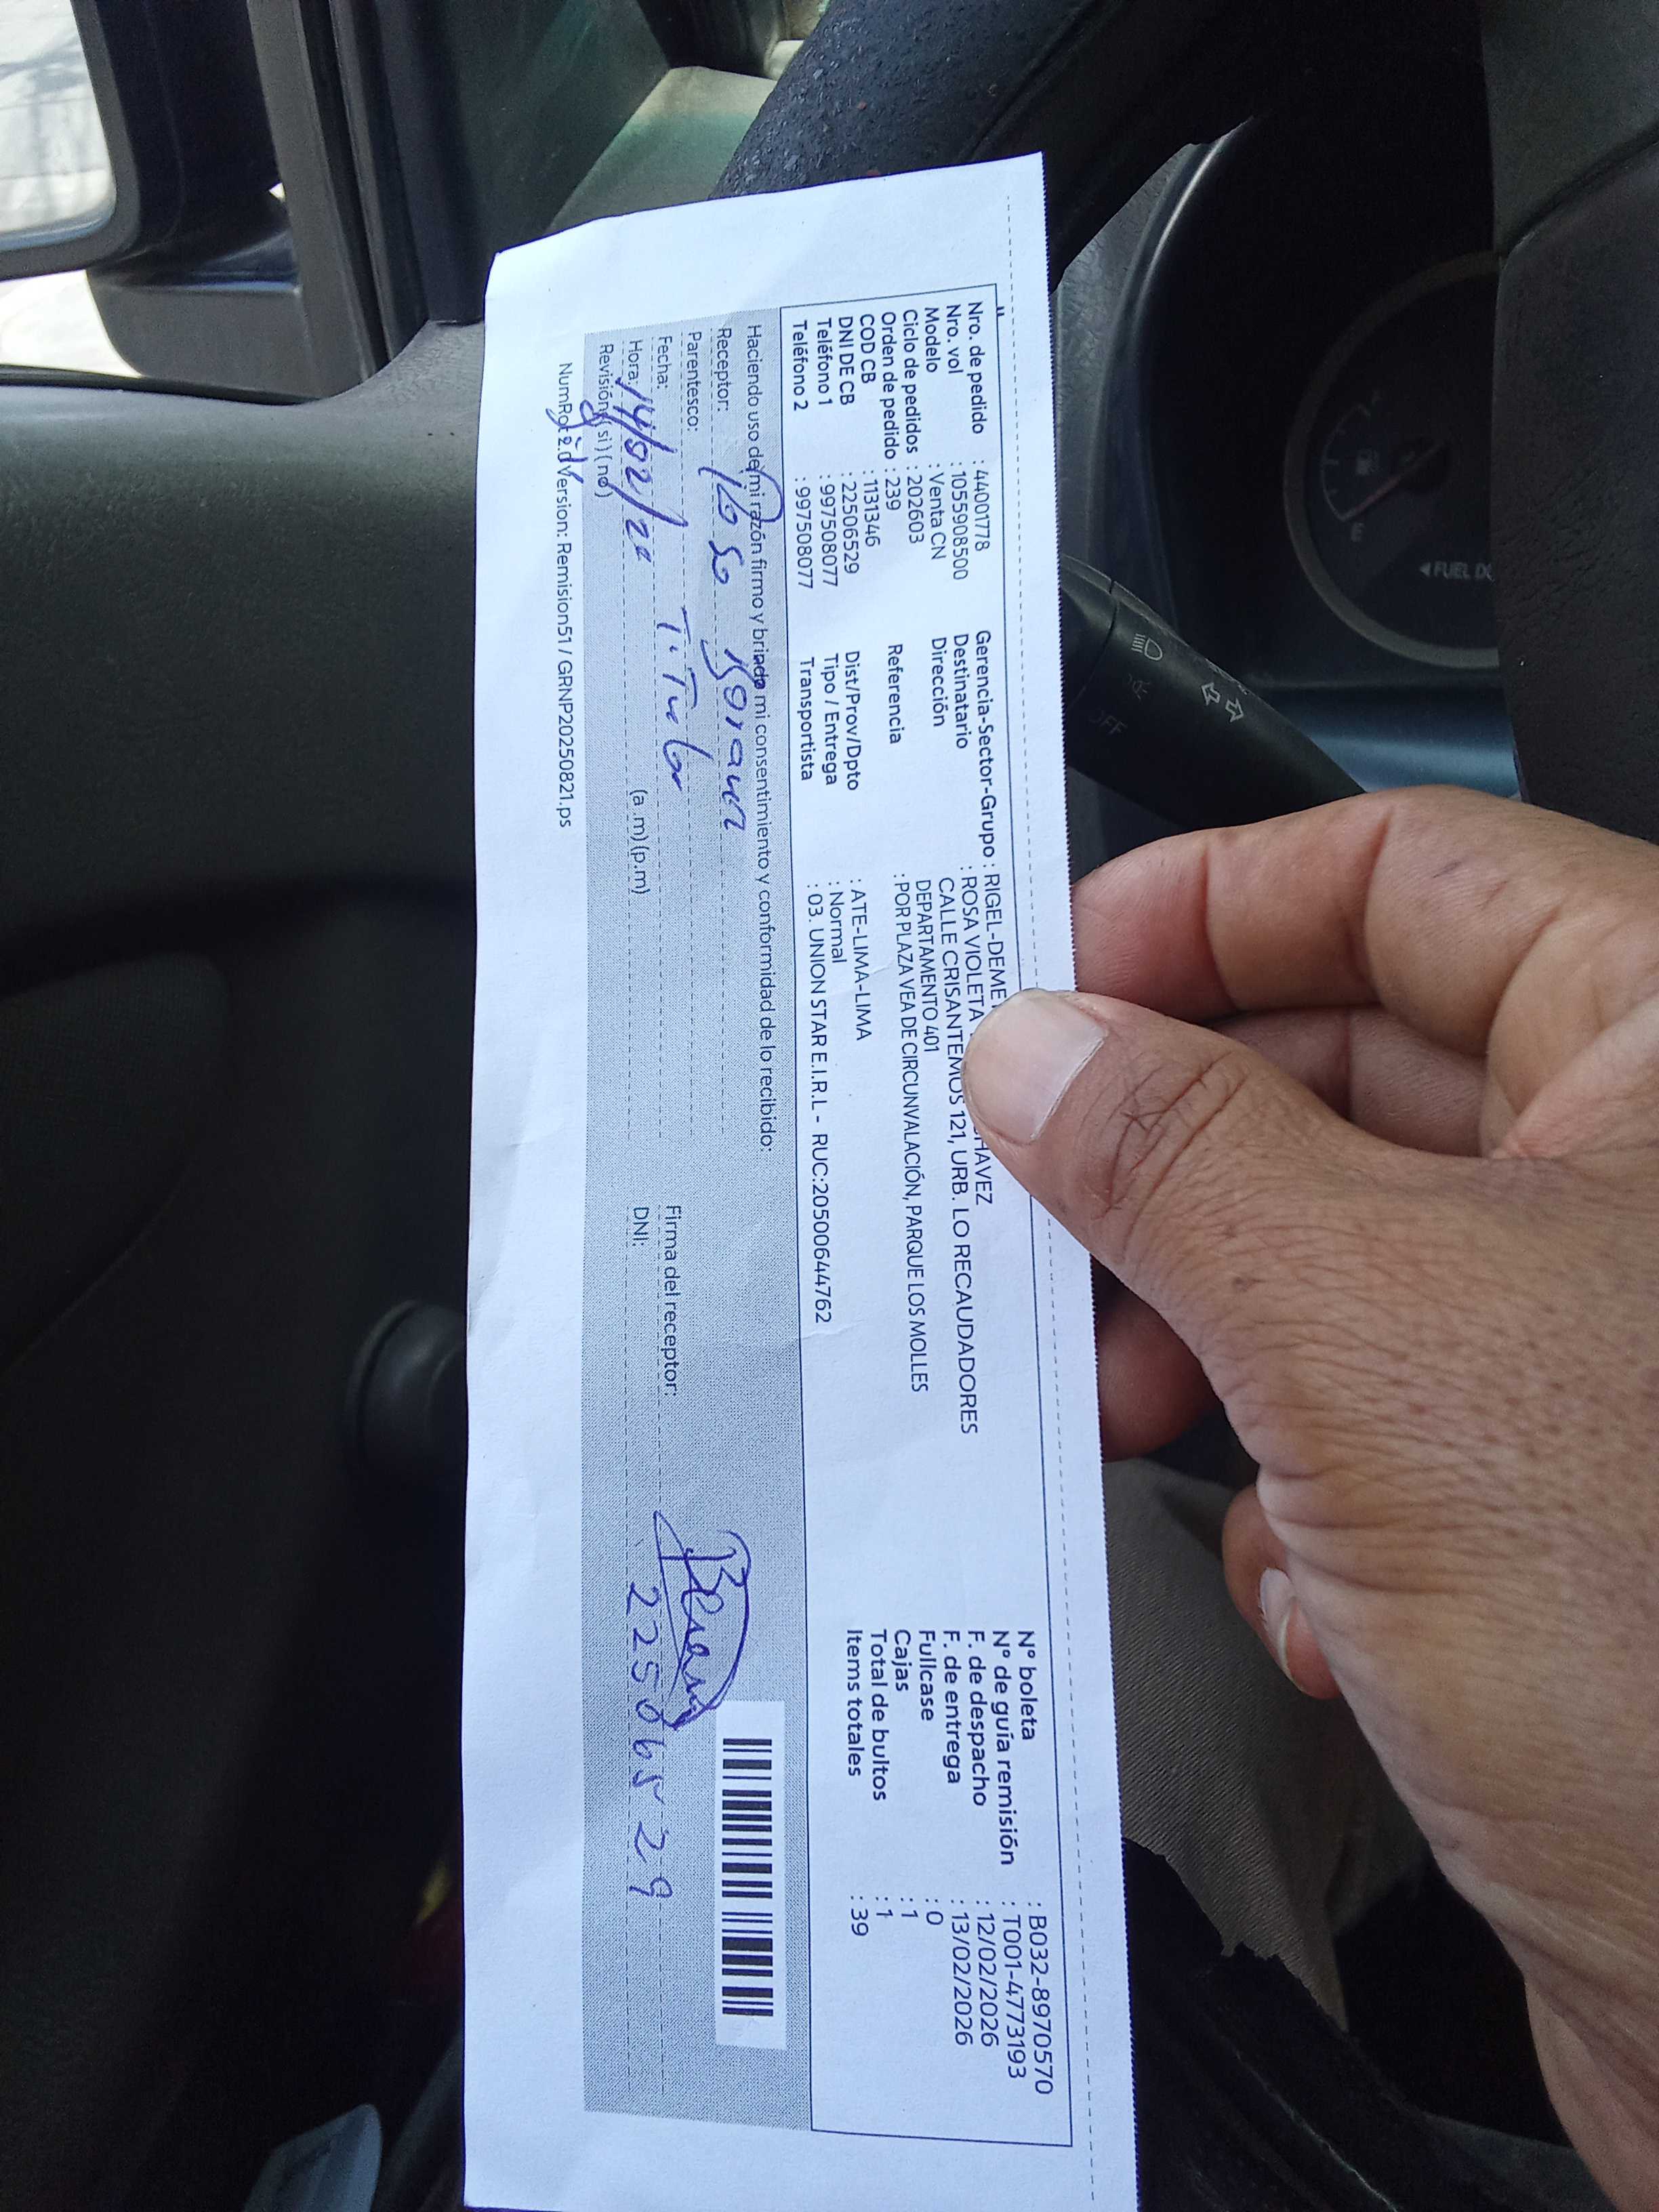 Nro. de pedido : 44001778
Nro. vol : 1055908500
Modelo : Venta CN
Ciclo de pedidos : 202603
Orden de pedido : 239
COD CB : 1131346
DNI DE CB : 22506529
Teléfono 1 : 997508077
Teléfono 2 : 997508077
Gerencia-Sector-Grupo : RIGEL-DEME
Destinatario : ROSA VIOLETA HAVEZ
Dirección CALLE CRISANTEMOS 121, URB. LO RECAUDADORES
DEPARTAMENTO 401
Referencia : POR PLAZA VEA DE CIRCUNVALACIÓN, PARQUE LOS MOLLES
Dist/Prov/Dpto : ATE-LIMA-LIMA
Tipo / Entrega : Normal
Transportista : 03. UNION STAR E.I.R.L - RUC:20500644762
N° boleta : B032-8970570
N° de guía remisión : T001-4773193
F. de despacho : 12/02/2026
F. de entrega : 13/02/2026
Fullcase : 0
Cajas : 1
Total de bultos : 1
Items totales : 39
Haciendo uso de mi razón firmo y brindo mi consentimiento y conformidad de lo recibido:
Receptor:
Parentesco: Titular
Fecha:
Hora: (a.m)(p.m)
Revisión ( si ) ( no )
Firma del receptor:
DNI: 22506529
Version: Remision51 / GRNP20250821.ps